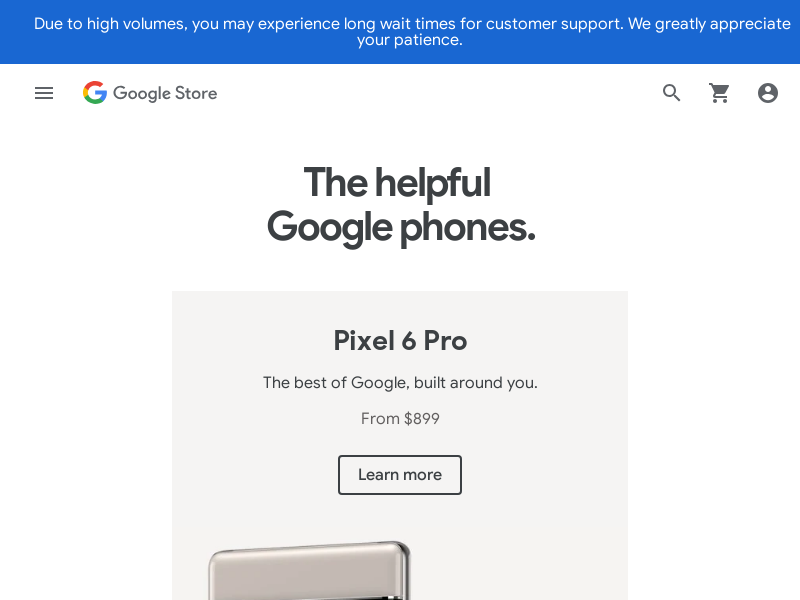 Due to high volumes, you may experience long wait times for customer support. We greatly appreciate
your patience.
Google Store
The helpful
Google phones.
Pixel 6 Pro
The best of Google, built around you.
From $899
Learn more